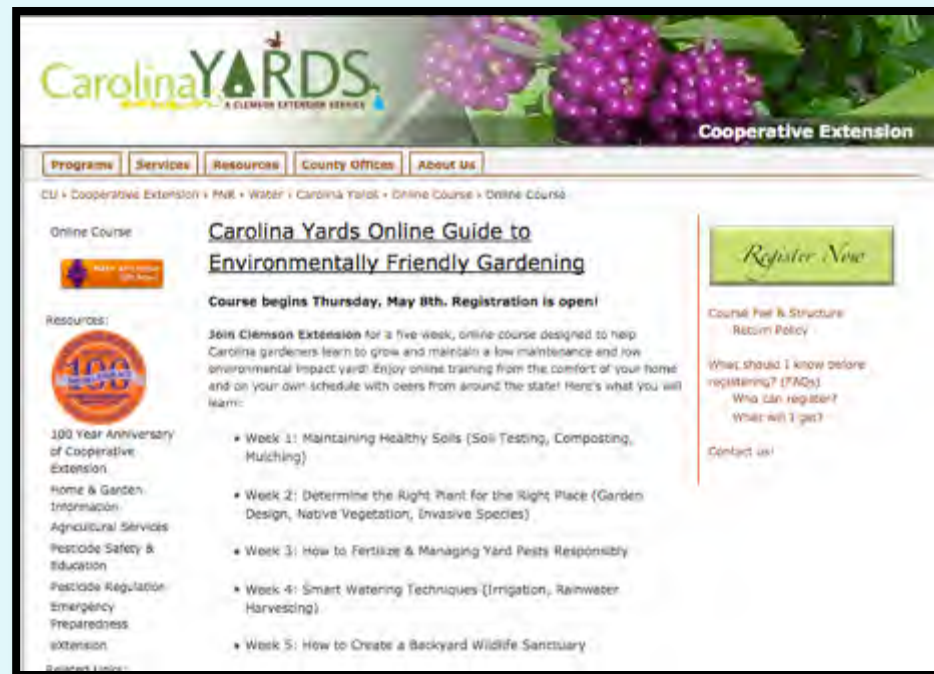 Carolina YARDS
A CLEMSON EXTENSION SERVICE
Cooperative Extension
Programs Services Resources County Offices About Us
CU › Cooperative Extension › PNR › Water › Carolina Yards › Online Course › Online Course
Online Course
Resources:
100
100 Year Anniversary
of Cooperative
Extension
Home & Garden
Information
Agricultural Services
Pesticide Safety &
Education
Pesticide Regulation
Emergency
Preparedness
eXtension
Related Links:
Carolina Yards Online Guide to
Environmentally Friendly Gardening
Course begins Thursday, May 8th. Registration is open!
Join Clemson Extension for a five week, online course designed to help
Carolina gardeners learn to grow and maintain a low maintenance and low
environmental impact yard! Enjoy online training from the comfort of your home
and on your own schedule with peers from around the state! Here's what you will
learn:
• Week 1: Maintaining Healthy Soils (Soil Testing, Composting,
Mulching)
• Week 2: Determine the Right Plant for the Right Place (Garden
Design, Native Vegetation, Invasive Species)
• Week 3: How to Fertilize & Managing Yard Pests Responsibly
• Week 4: Smart Watering Techniques (Irrigation, Rainwater
Harvesting)
• Week 5: How to Create a Backyard Wildlife Sanctuary
Register Now
Course Fee & Structure
Return Policy
What should I know before
registering? (FAQs)
Who can register?
What will I get?
Contact us!